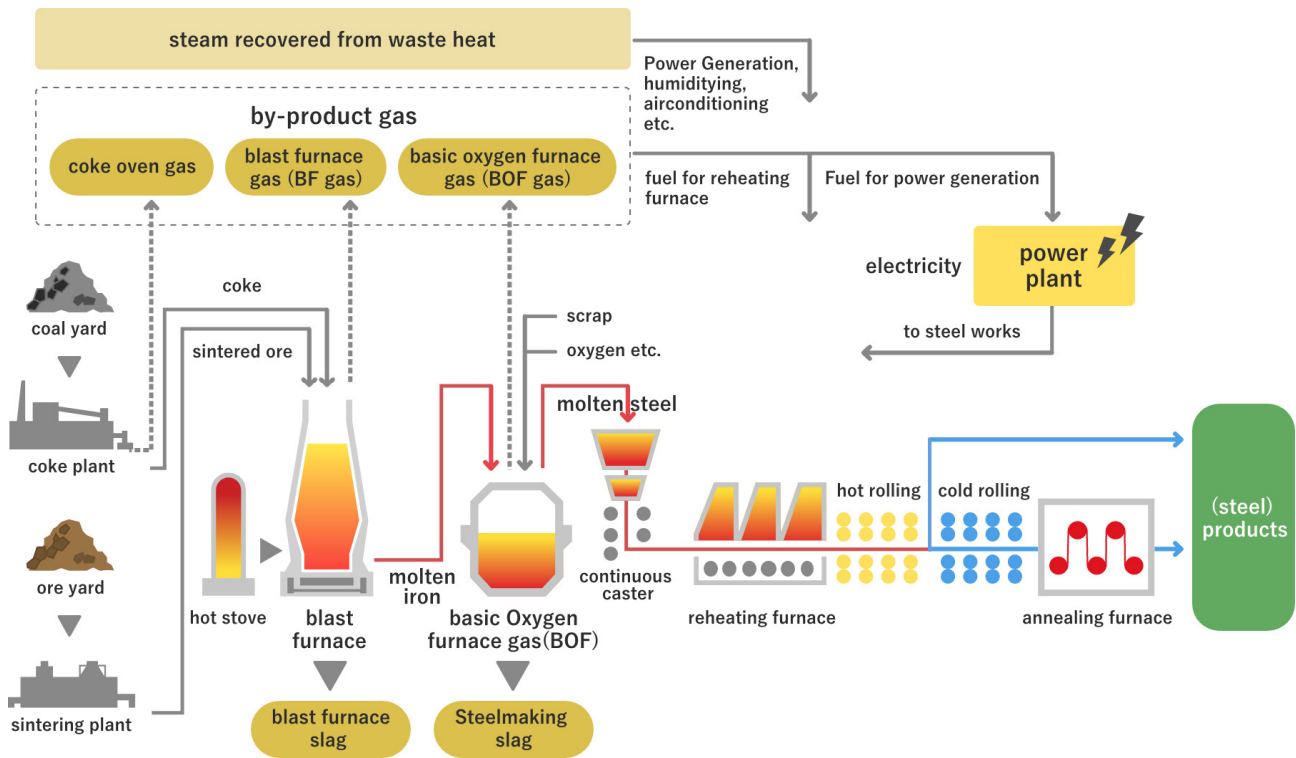 steam recovered from waste heat
Power Generation,
humiditying,
airconditioning
etc.
by-product gas
coke oven gas
blast furnace
gas (BF gas)
basic oxygen furnace
gas (BOF gas)
fuel for reheating
furnace
Fuel for power generation
electricity
power
plant
to steel works
coal yard
coke
sintered ore
scrap
oxygen etc.
molten steel
coke plant
ore yard
sintering plant
hot stove
blast
furnace
molten
iron
basic Oxygen
furnace gas(BOF)
continuous
caster
reheating furnace
hot rolling
cold rolling
annealing furnace
(steel)
products
blast furnace
slag
Steelmaking
slag